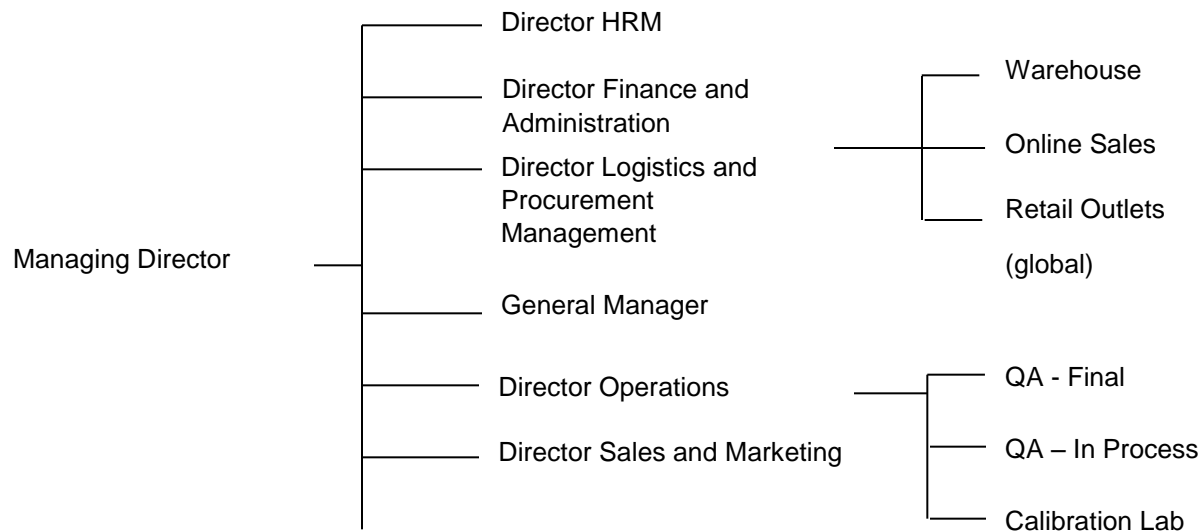 Managing Director
Director HRM
Director Finance and
Administration
Director Logistics and
Procurement
Management
General Manager
Director Operations
Director Sales and Marketing
Warehouse
Online Sales
Retail Outlets
(global)
QA - Final
QA – In Process
Calibration Lab